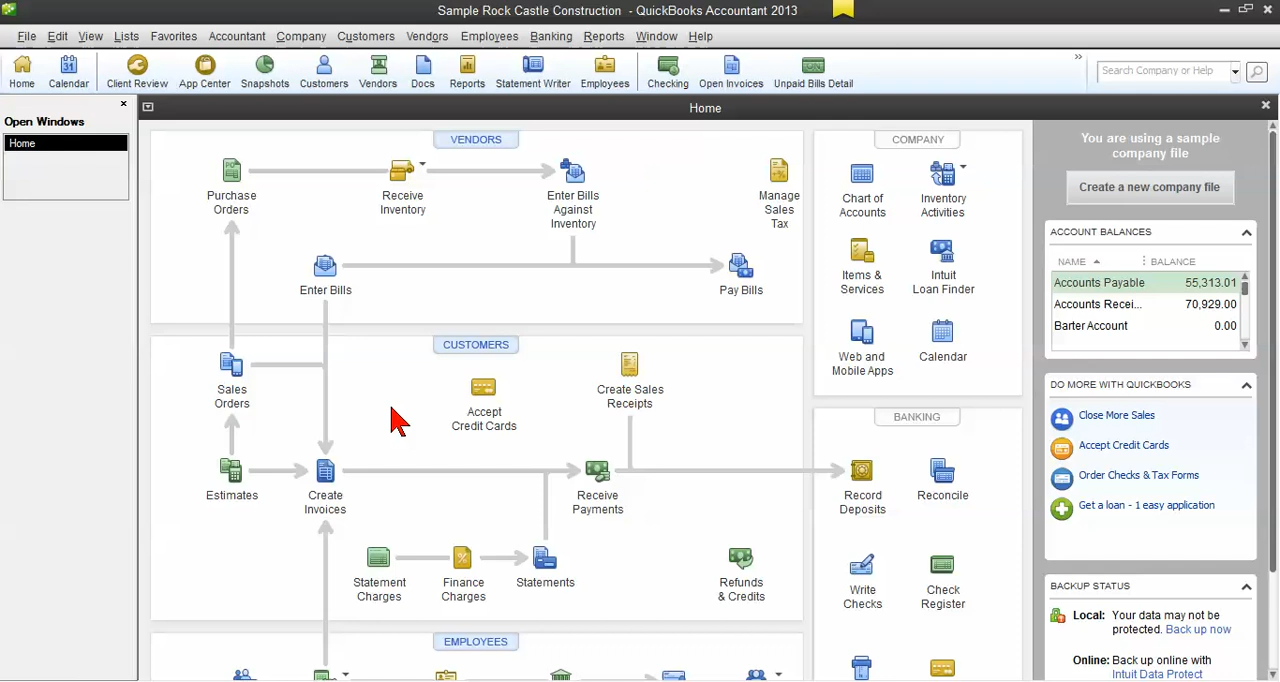 Sample Rock Castle Construction - QuickBooks Accountant 2013
File Edit View Lists Favorites Accountant Company Customers Vendors Employees Banking Reports Window Help
31
Home Calendar Client Review App Center Snapshots Customers Vendors Docs Reports Statement Writer Employees Checking Open Invoices Unpaid Bills Detail
Search Company or Help
Open Windows
Home
Home
VENDORS
PO
Purchase
Orders
Receive
Inventory
Enter Bills
Against
Inventory
Manage
Sales
Tax
Enter Bills
Pay Bills
CUSTOMERS
Sales
Orders
Accept
Credit Cards
Create Sales
Receipts
Estimates
Create
Invoices
Receive
Payments
Statement
Charges
Finance
Charges
Statements
Refunds
& Credits
EMPLOYEES
COMPANY
Chart of
Accounts
Inventory
Activities
Items &
Services
Intuit
Loan Finder
Web and
Mobile Apps
Calendar
BANKING
Record
Deposits
Reconcile
Write
Checks
Check
Register
You are using a sample
company file
Create a new company file
ACCOUNT BALANCES
NAME BALANCE
Accounts Payable 55,313.01
Accounts Recei... 70,929.00
Barter Account 0.00
DO MORE WITH QUICKBOOKS
Close More Sales
Accept Credit Cards
Order Checks & Tax Forms
Get a loan - 1 easy application
BACKUP STATUS
Local: Your data may not be
protected. Back up now
Online: Back up online with
Intuit Data Protect